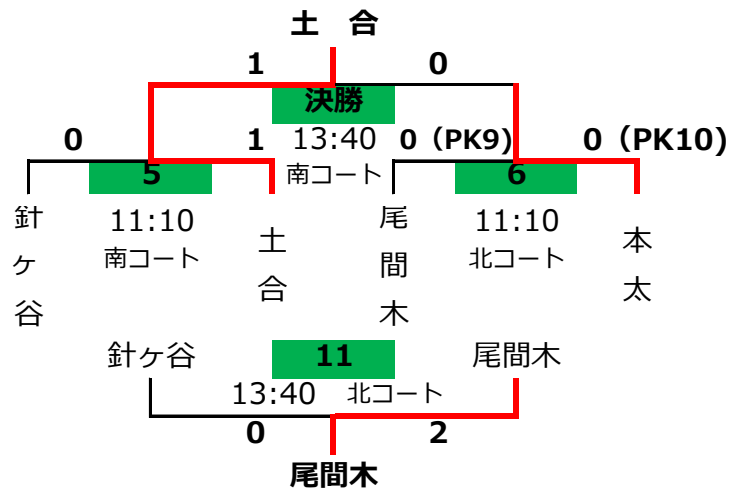 土 合
1 0
決勝
0 1 13:40 0（PK9） 0（PK10）
5 南コート 6
針ヶ谷 11:10 南コート 土合 尾間木 11:10 北コート 本太
針ヶ谷 11 尾間木
13:40 北コート
0 2
尾間木